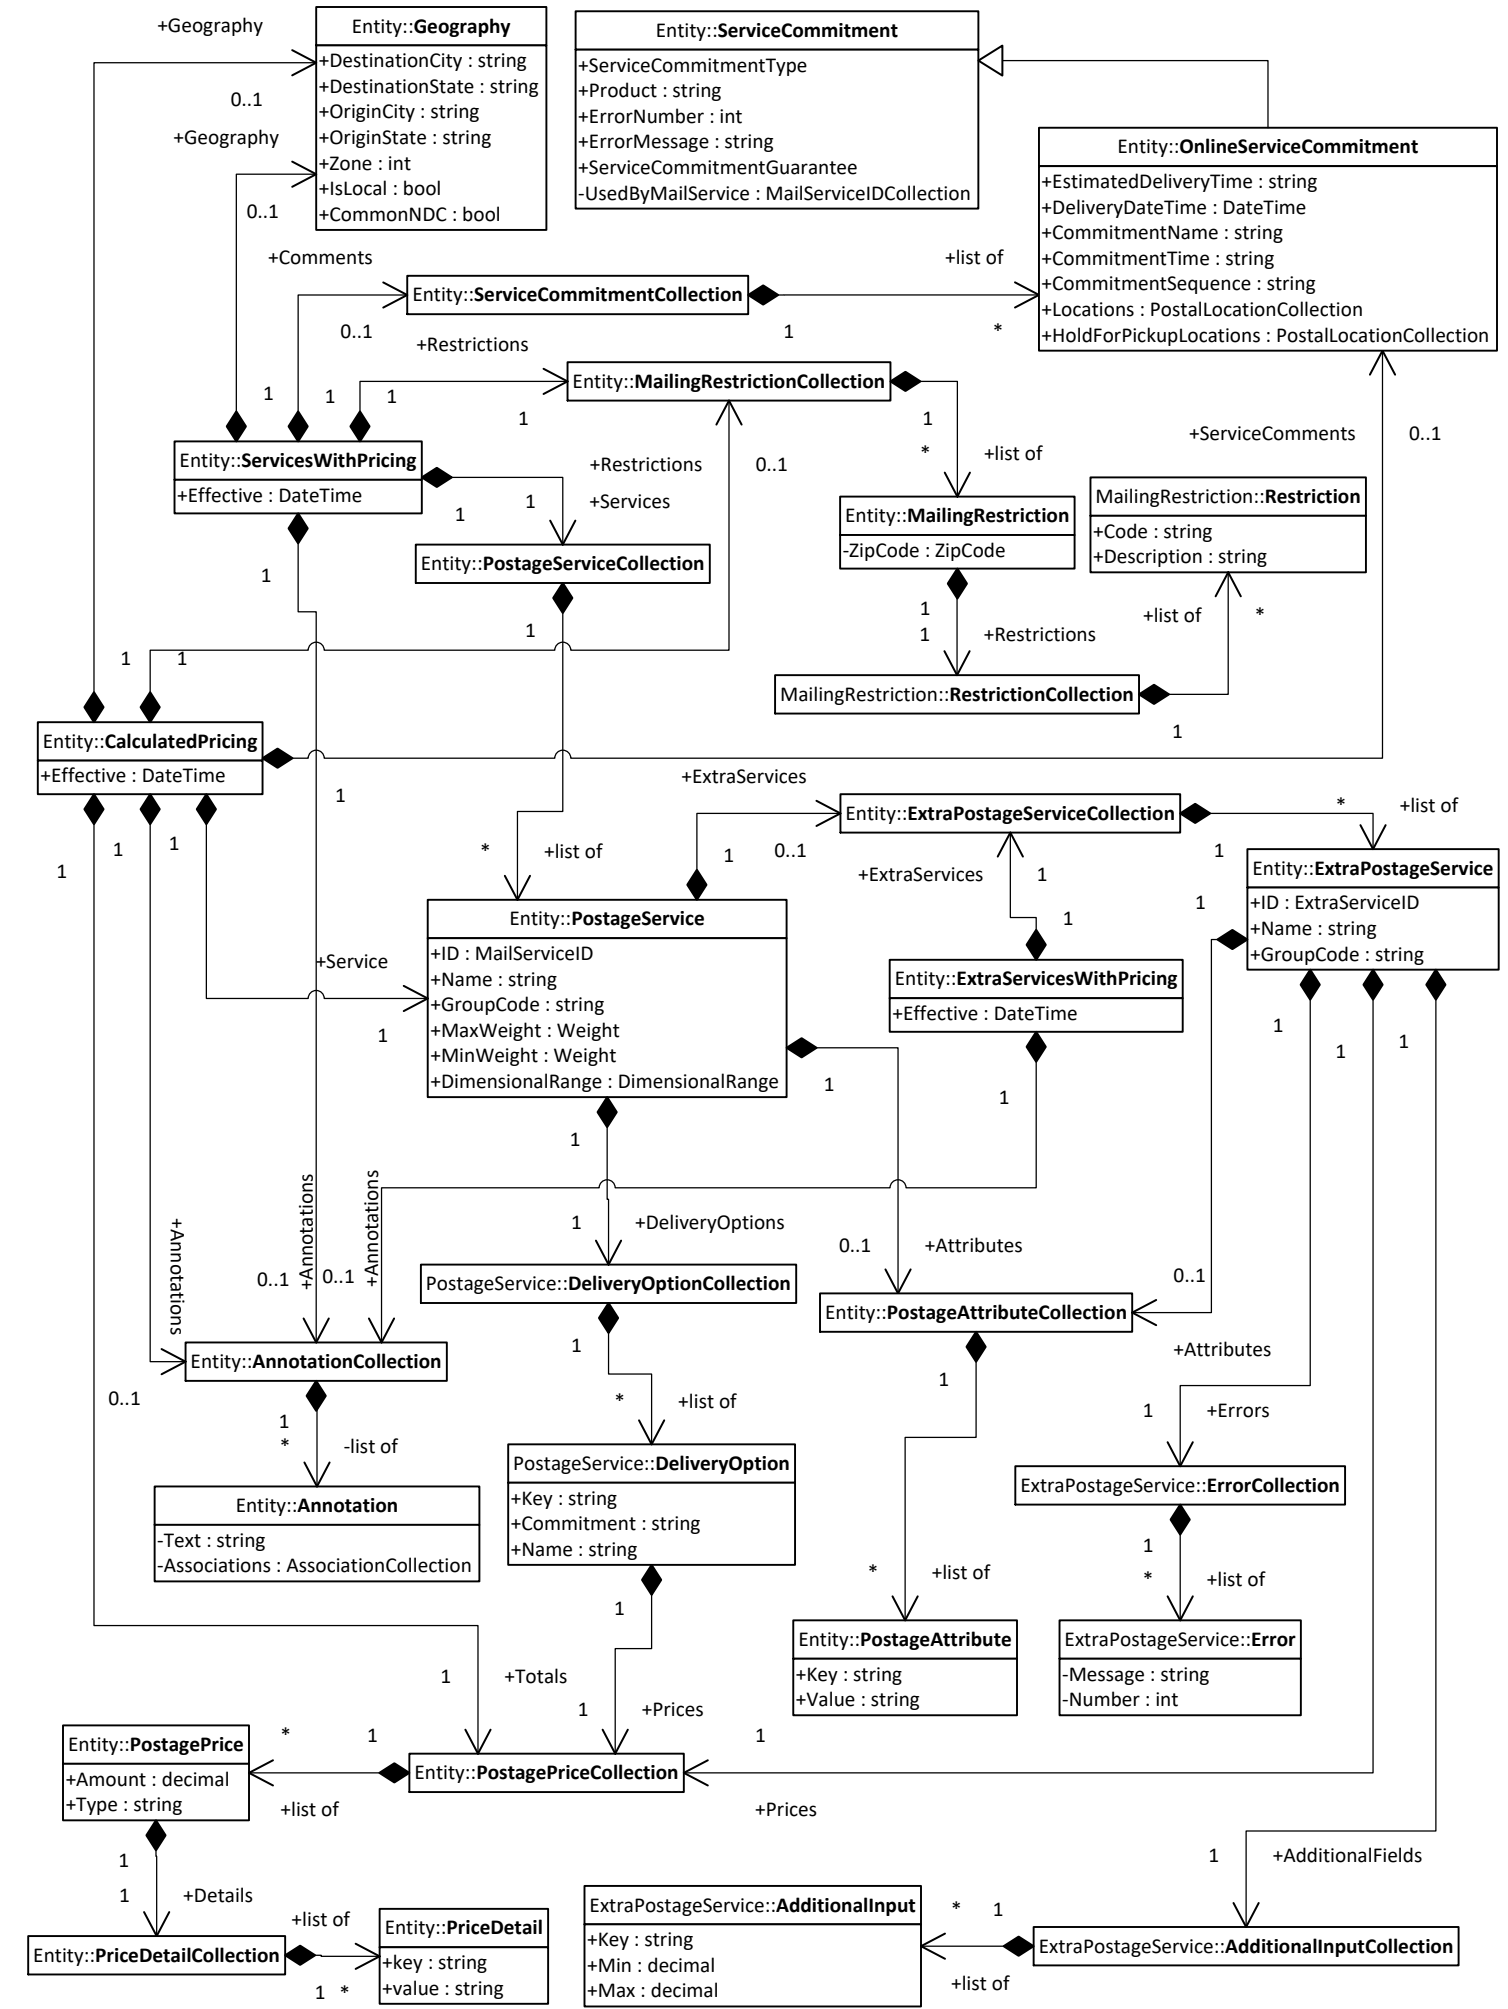 +Geography
Entity::Geography
+DestinationCity : string
+DestinationState : string
+OriginCity : string
+OriginState : string
+Zone : int
+IsLocal : bool
+CommonNDC : bool
0..1
+Geography
0..1
Entity::ServiceCommitment
+ServiceCommitmentType
+Product : string
+ErrorNumber : int
+ErrorMessage : string
+ServiceCommitmentGuarantee
-UsedByMailService : MailServiceIDCollection
Entity::OnlineServiceCommitment
+EstimatedDeliveryTime : string
+DeliveryDateTime : DateTime
+CommitmentName : string
+CommitmentTime : string
+CommitmentSequence : string
+Locations : PostalLocationCollection
+HoldForPickupLocations : PostalLocationCollection
+Comments
Entity::ServiceCommitmentCollection
+list of
0..1
1
*
+Restrictions
Entity::MailingRestrictionCollection
1
1
1
1
1
*
+list of
+ServiceComments
0..1
Entity::ServicesWithPricing
+Effective : DateTime
+Restrictions
0..1
1
1
+Services
Entity::MailingRestriction
-ZipCode : ZipCode
MailingRestriction::Restriction
+Code : string
+Description : string
Entity::PostageServiceCollection
1
1
1
1
+Restrictions
+list of
*
1
1
MailingRestriction::RestrictionCollection
1
Entity::CalculatedPricing
+Effective : DateTime
1
+ExtraServices
Entity::ExtraPostageServiceCollection
*
+list of
1
1
1
*
+list of
1
0..1
1
+ExtraServices
1
Entity::ExtraPostageService
+ID : ExtraServiceID
+Name : string
+GroupCode : string
1
1
Entity::PostageService
+ID : MailServiceID
+Name : string
+GroupCode : string
+MaxWeight : Weight
+MinWeight : Weight
+DimensionalRange : DimensionalRange
+Service
1
Entity::ExtraServicesWithPricing
+Effective : DateTime
1
1
1
1
1
1
+Annotations
+Annotations
+Annotations
0..1
0..1
1
+DeliveryOptions
0..1
+Attributes
0..1
PostageService::DeliveryOptionCollection
Entity::PostageAttributeCollection
Entity::AnnotationCollection
0..1
1
1
+Attributes
1
*
-list of
*
+list of
1
+Errors
Entity::Annotation
-Text : string
-Associations : AssociationCollection
PostageService::DeliveryOption
+Key : string
+Commitment : string
+Name : string
ExtraPostageService::ErrorCollection
1
*
+list of
1
*
+list of
Entity::PostageAttribute
+Key : string
+Value : string
ExtraPostageService::Error
-Message : string
-Number : int
1
+Totals
1
+Prices
Entity::PostagePrice
+Amount : decimal
+Type : string
*
1
1
Entity::PostagePriceCollection
+list of
+Prices
1
1
+Details
1
+AdditionalFields
+list of
Entity::PriceDetailCollection
1
*
Entity::PriceDetail
+key : string
+value : string
ExtraPostageService::AdditionalInput
+Key : string
+Min : decimal
+Max : decimal
*
1
ExtraPostageService::AdditionalInputCollection
+list of